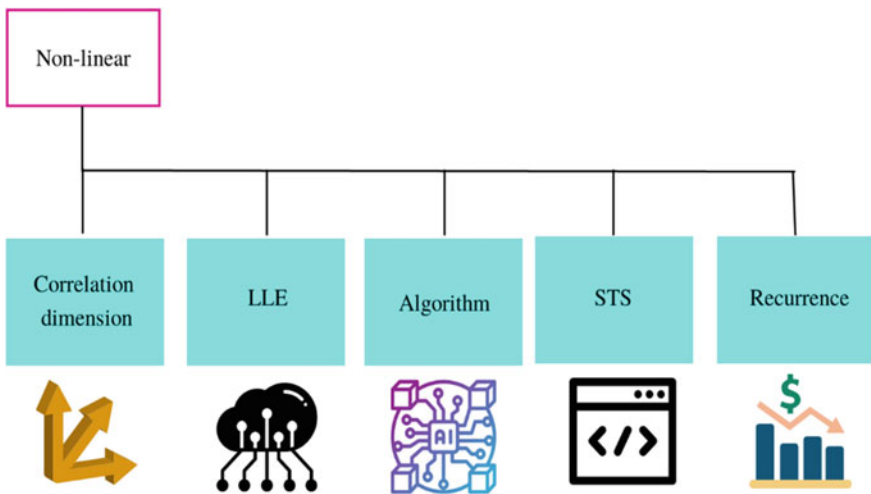 Non-linear
Correlation
dimension
LLE
Algorithm
STS
Recurrence
AI
</>
$